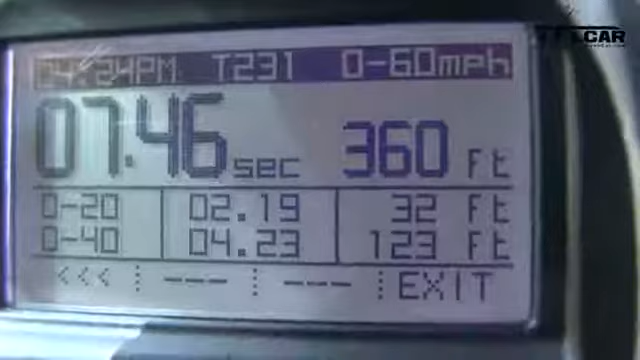 04:24PM T231 0-60mph
07.46 sec 360 Ft
0-20 02.19 32 Ft
0-40 04.23 123 Ft
<<< --- --- EXIT